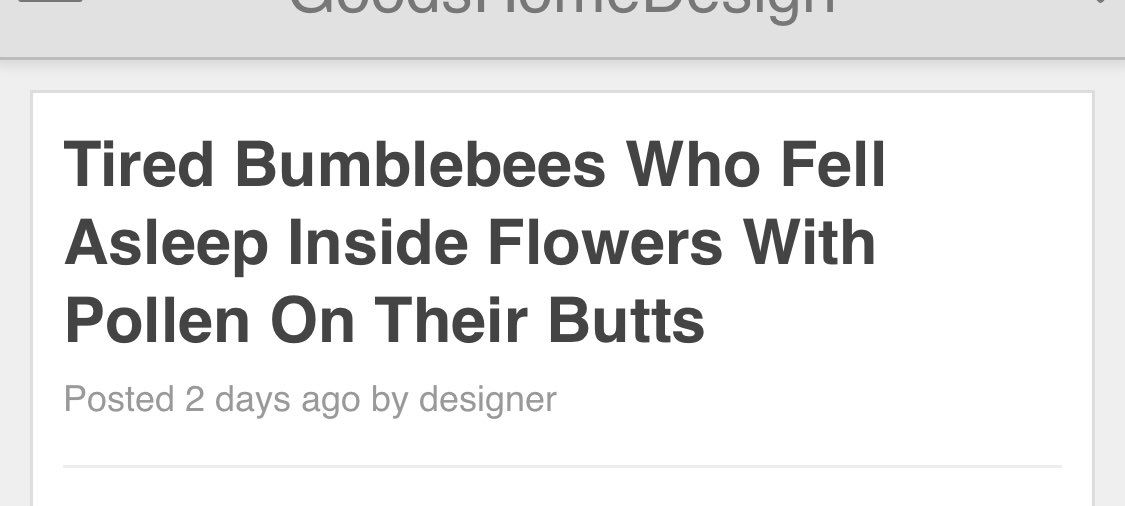 GoodsHomeDesign
Tired Bumblebees Who Fell
Asleep Inside Flowers With
Pollen On Their Butts
Posted 2 days ago by designer